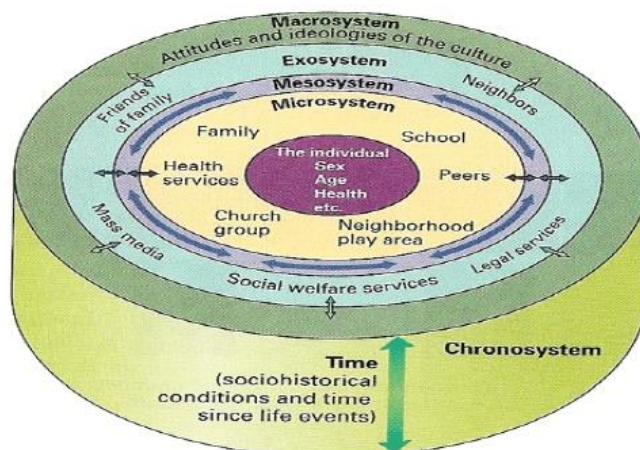 Macrosystem
Attitudes and ideologies of the culture
Exosystem
Mesosystem
Microsystem
Friends
of family
Neighbors
Family
School
The individual
Sex
Age
Health
etc.
Health
services
Peers
Church
group
Neighborhood
play area
Mass media
Social welfare services
Legal services
Time
(sociohistorical
conditions and time
since life events)
Chronosystem